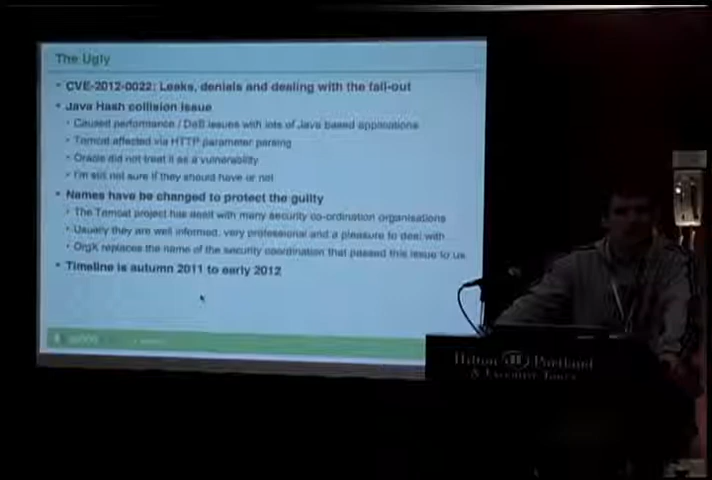 The Ugly
• CVE-2012-0022: Leaks, denials and dealing with the fall-out
• Java Hash collision issue
• Caused performance / DoS issues with lots of Java based applications
• Tomcat affected via HTTP parameter parsing
• Oracle did not treat it as a vulnerability
• I'm still not sure if they should have or not
• Names have be changed to protect the guilty
• The Tomcat project has dealt with many security co-ordination organisations
• Usually they are well informed, very professional and a pleasure to deal with
• OrgX replaces the name of the security coordination that passed this issue to us
• Timeline is autumn 2011 to early 2012
Hilton Portland
& Executive Tower